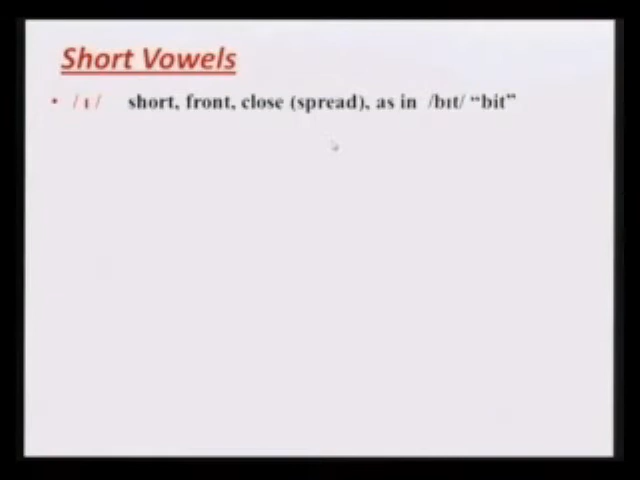 Short Vowels
• / ɪ / short, front, close (spread), as in /bɪt/ “bit”